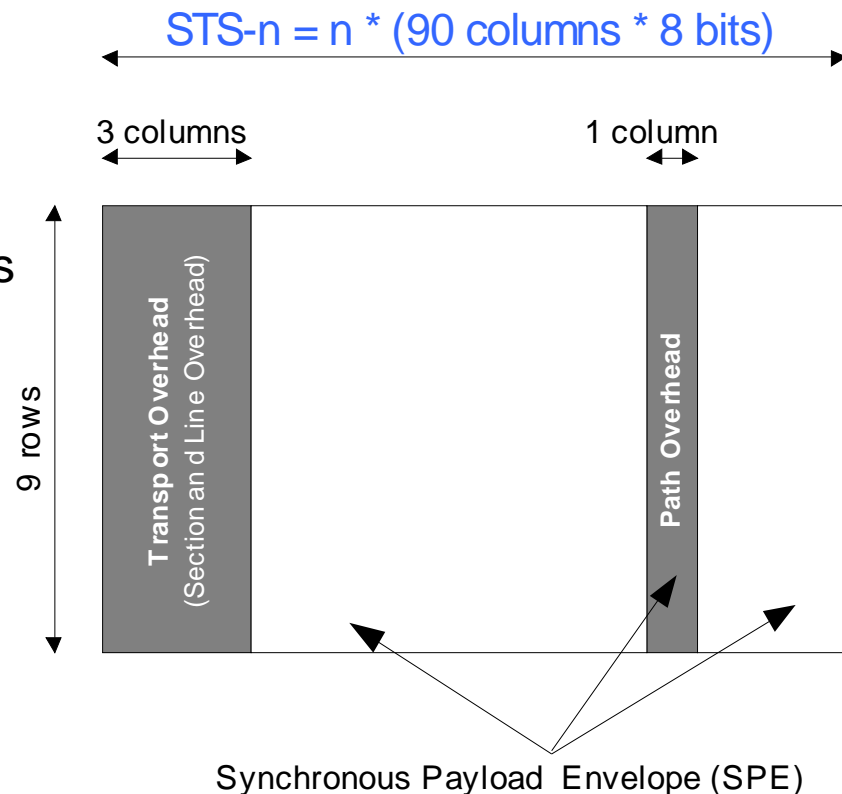 STS-n = n * (90 columns * 8 bits)
3 columns
1 column
s
9 rows
Transport Overhead
(Section and Line Overhead)
Path Overhead
Synchronous Payload Envelope (SPE)